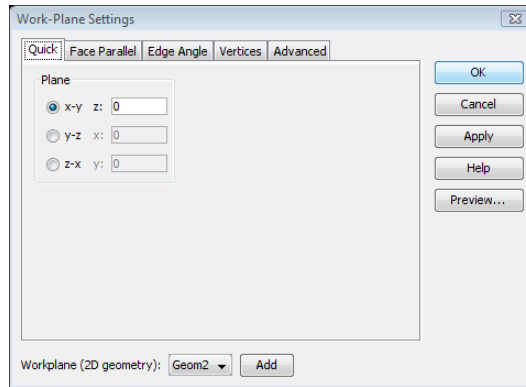 Work-Plane Settings
Quick Face Parallel Edge Angle Vertices Advanced
Plane
x-y z: 0
y-z x: 0
z-x y: 0
OK
Cancel
Apply
Help
Preview...
Workplane (2D geometry): Geom2 Add